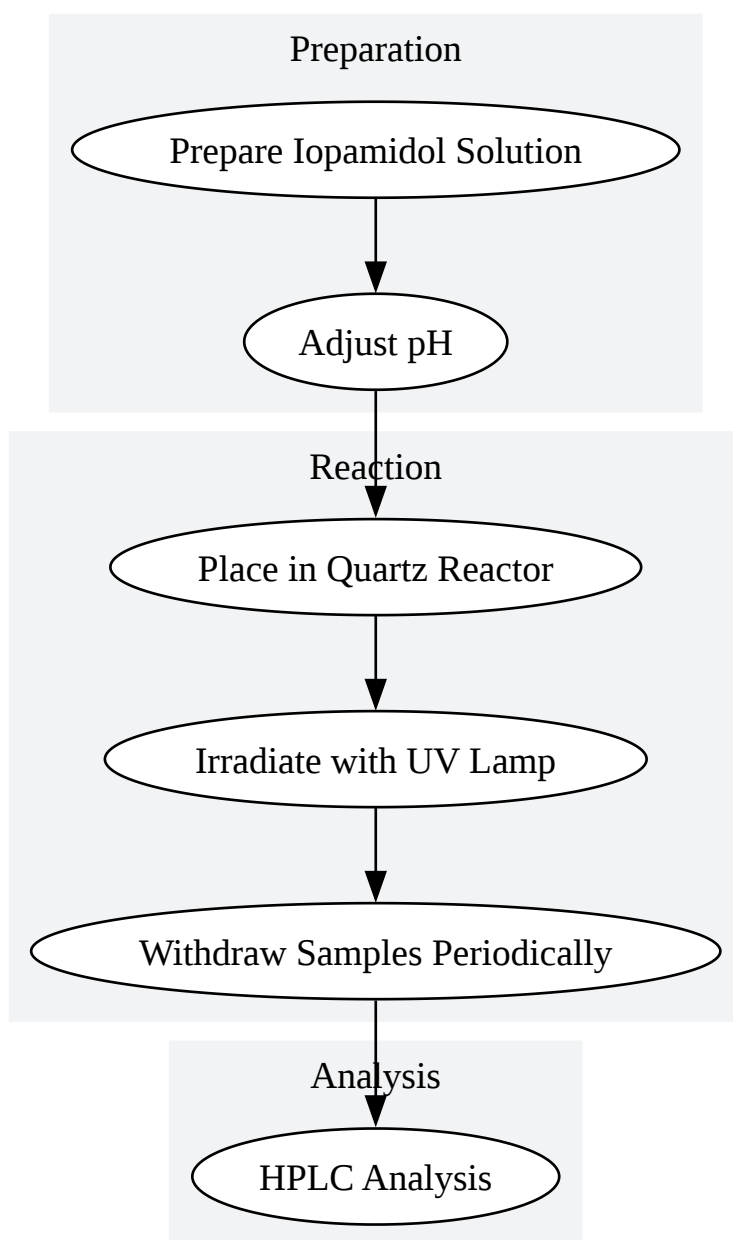 Preparation
Prepare Iopamidol Solution
Adjust pH
Reaction
Place in Quartz Reactor
Irradiate with UV Lamp
Withdraw Samples Periodically
Analysis
HPLC Analysis